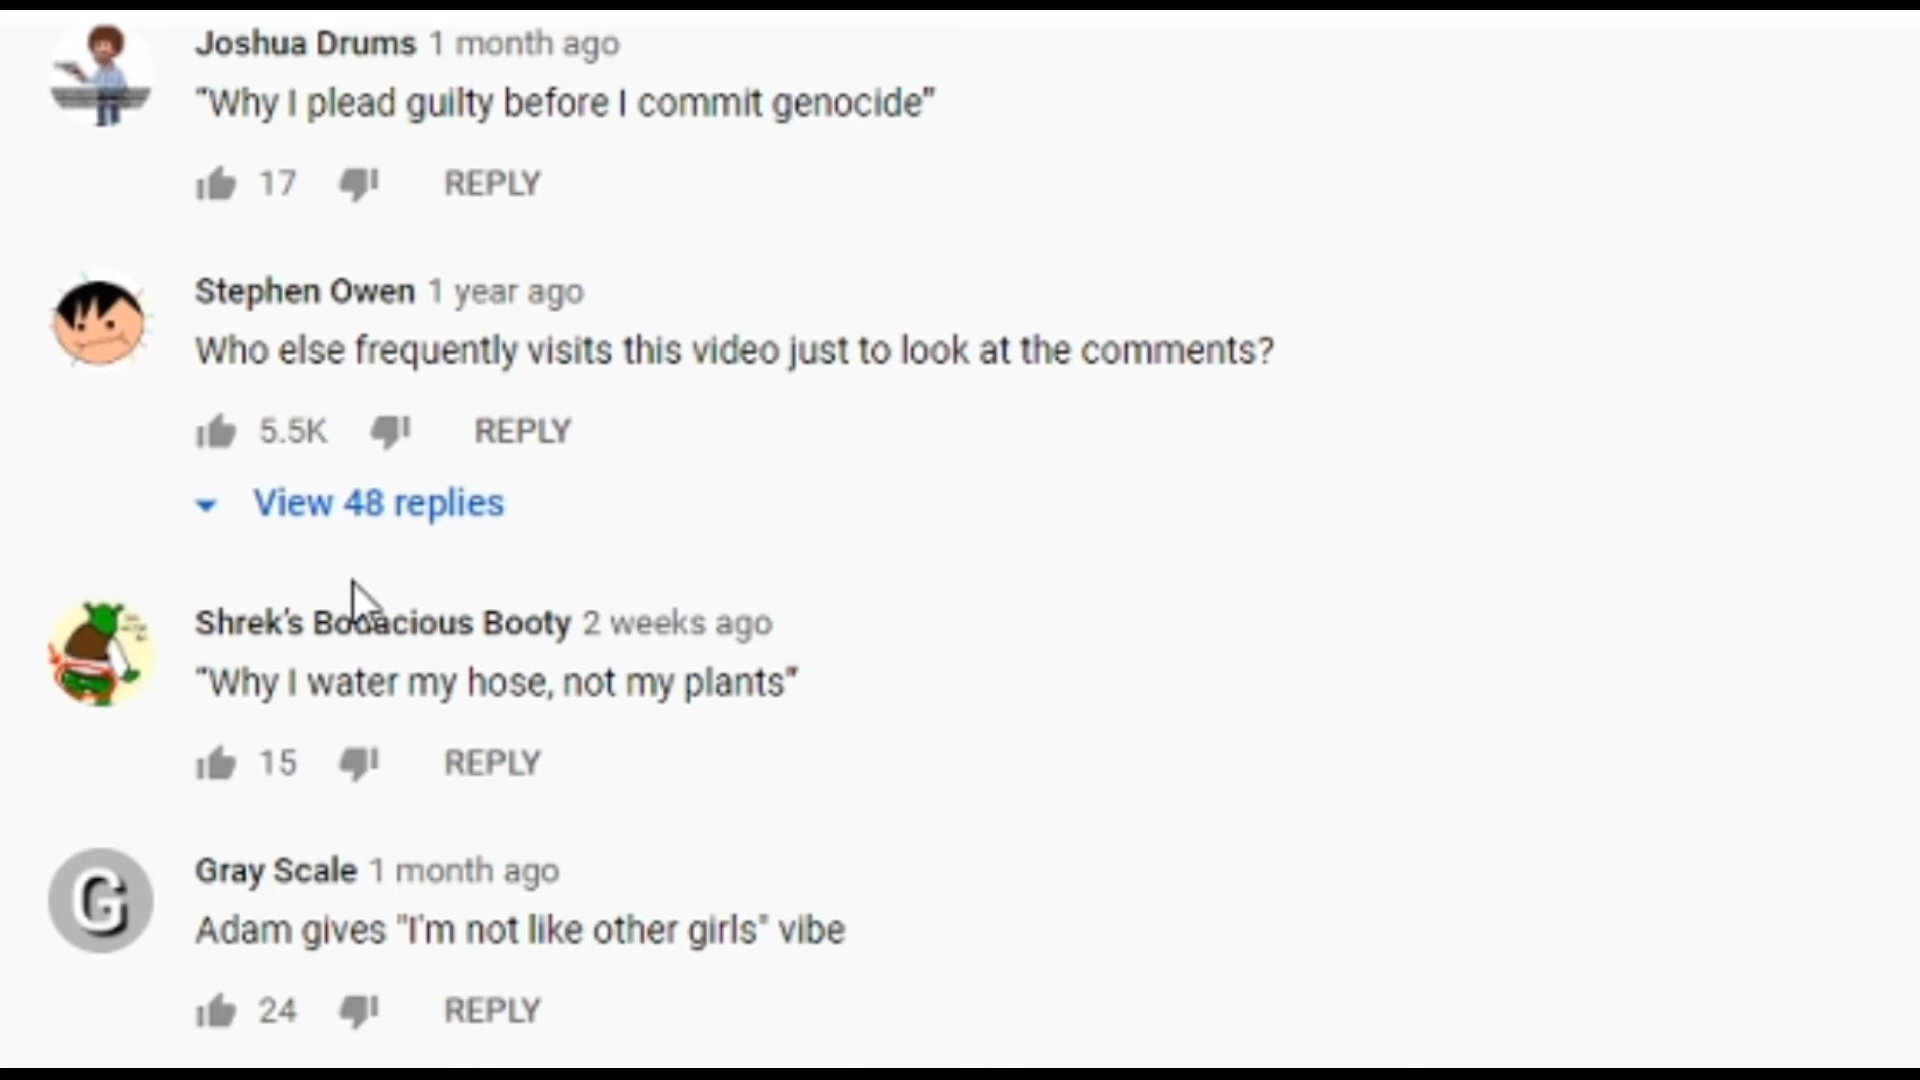 Joshua Drums 1 month ago
"Why I plead guilty before I commit genocide"
17 REPLY
Stephen Owen 1 year ago
Who else frequently visits this video just to look at the comments?
5.5K REPLY
View 48 replies
Shrek's Bodacious Booty 2 weeks ago
"Why I water my hose, not my plants"
15 REPLY
G
Gray Scale 1 month ago
Adam gives "I'm not like other girls" vibe
24 REPLY